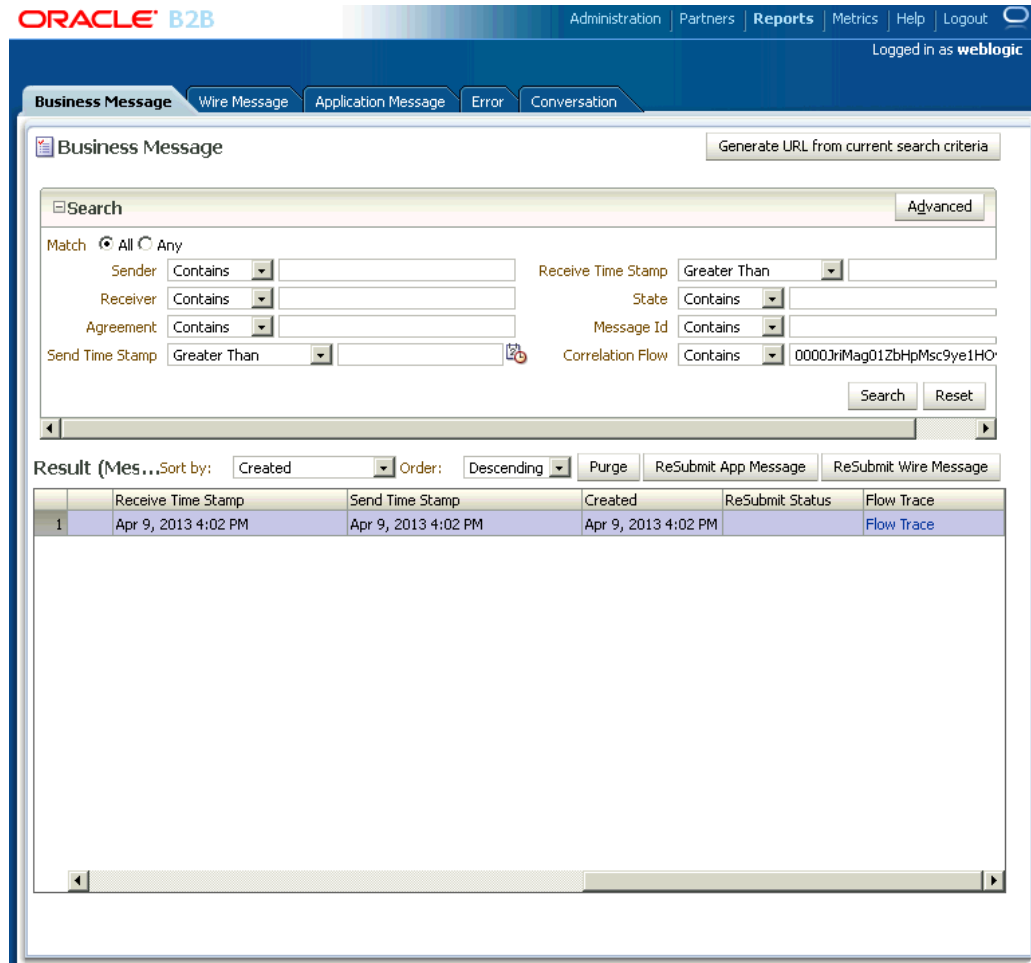 ORACLE B2B
Administration Partners Reports Metrics Help Logout
Logged in as weblogic
Business Message Wire Message Application Message Error Conversation
Business Message Generate URL from current search criteria
Search Advanced
Match All Any
Sender Contains Receive Time Stamp Greater Than
Receiver Contains State Contains
Agreement Contains Message Id Contains
Send Time Stamp Greater Than Correlation Flow Contains 0000JriMag01ZbHpMsc9ye1HO
Search Reset
Result (Mes... Sort by: Created Order: Descending Purge ReSubmit App Message ReSubmit Wire Message
Receive Time Stamp Send Time Stamp Created ReSubmit Status Flow Trace
1 Apr 9, 2013 4:02 PM Apr 9, 2013 4:02 PM Apr 9, 2013 4:02 PM Flow Trace